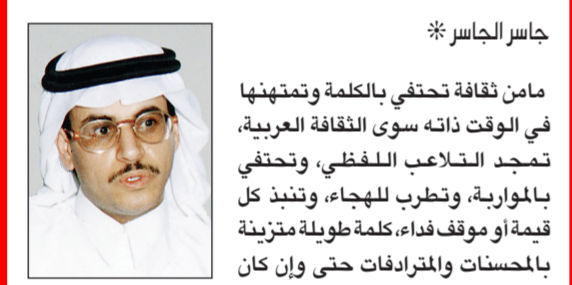 جاسر الجاسر *
مامن ثقافة تحتفي بالكلمة وتمتهنها
في الوقت ذاته سوى الثقافة العربية،
تمجد التلاعب اللفظي، وتحتفي
بالمواربة، وتطرب للهجاء، وتنبذ كل
قيمة أو موقف فداء، كلمة طويلة متزينة
بالمحسنات والمترادفات حتى وإن كان